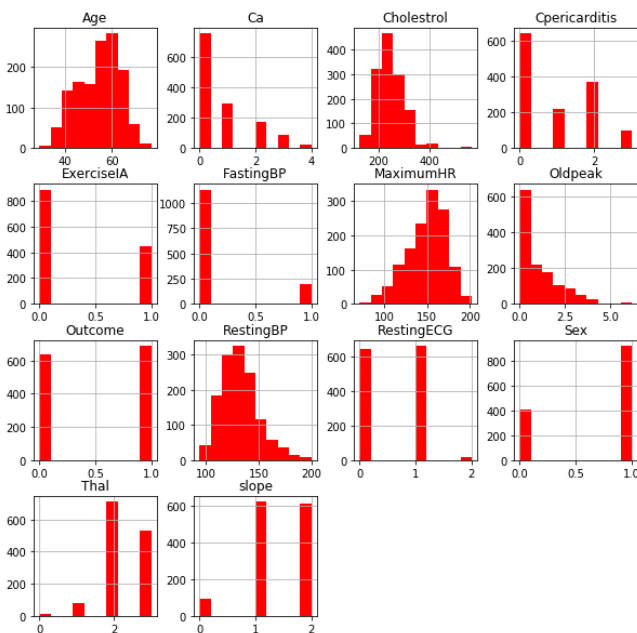 Age Ca Cholestrol Cpericarditis
200 100 0
600 400 200 0
400 300 200 100 0
600 400 200 0
40 60 0 2 4 200 400 0 2
ExerciseIA FastingBP MaximumHR Oldpeak
800 600 400 200 0
1000 750 500 250 0
300 200 100 0
600 400 200 0
0.0 0.5 1.0 0.0 0.5 1.0 100 150 200 0.0 2.5 5.0
Outcome RestingBP RestingECG Sex
600 400 200 0
300 200 100 0
600 400 200 0
800 600 400 200 0
0.0 0.5 1.0 100 150 200 0 1 2 0.0 0.5 1.0
Thal slope
600 400 200 0
600 400 200 0
0 2 0 1 2